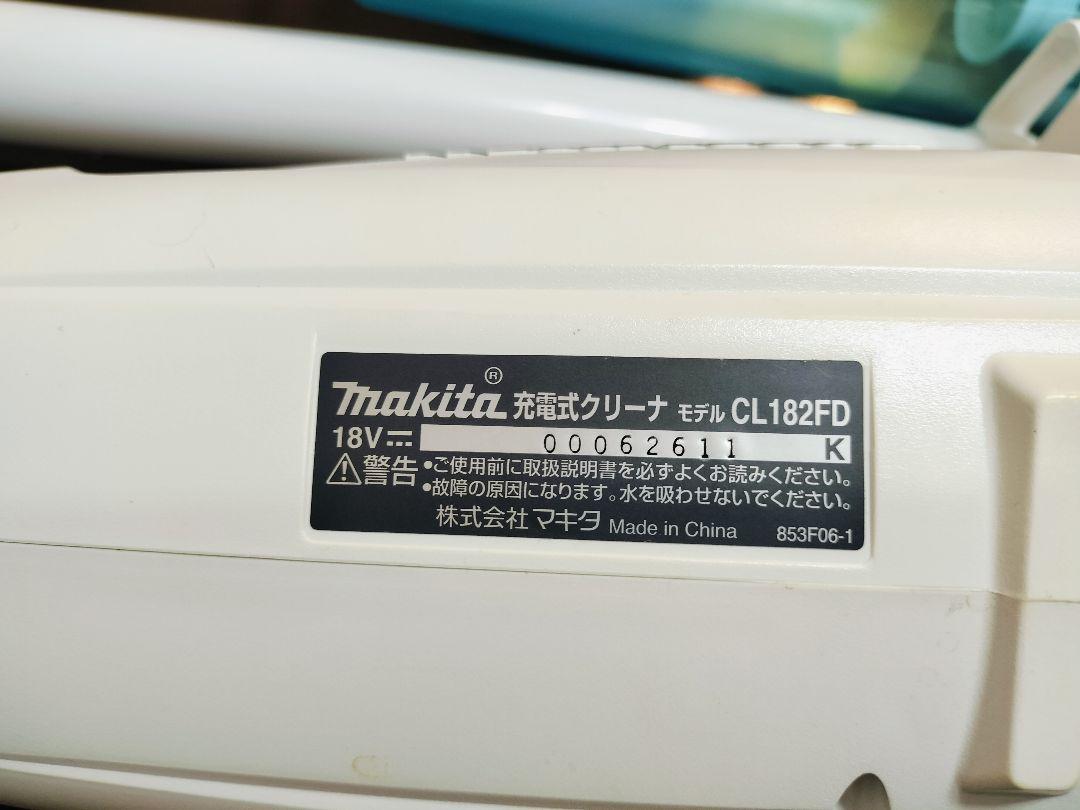 makita® 充電式クリーナ モデル CL182FD
18V 00062611 K
警告 •ご使用前に取扱説明書を必ずよくお読みください。
•故障の原因になります。水を吸わせないでください。
株式会社 マキタ Made in China 853F06-1